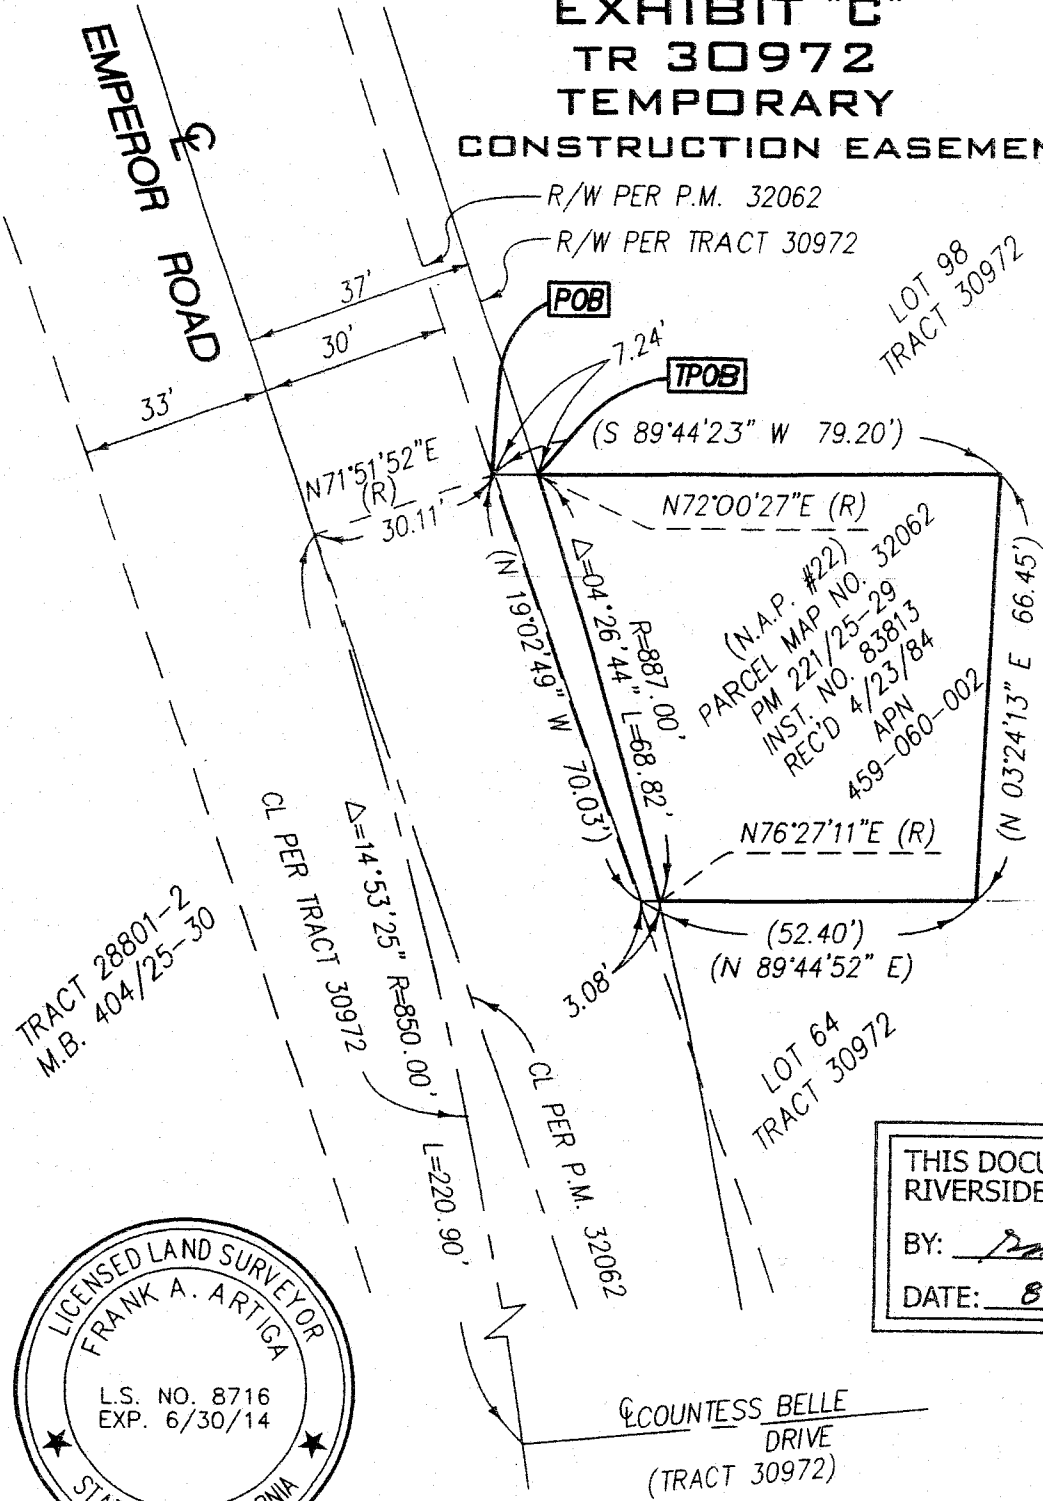 EXHIBIT "C"
TR 30972
TEMPORARY
CONSTRUCTION EASEMEN
EMPEROR ROAD
℄
R/W PER P.M. 32062
R/W PER TRACT 30972
LOT 98
TRACT 30972
37'
30'
33'
POB
7.24'
TPOB
(S 89°44'23" W 79.20')
N71°51'52"E
(R)
30.11'
N72°00'27"E (R)
(N 19°02'49" W 70.03')
Δ=04°26'44" L=68.82'
R=887.00'
(N.A.P. #22)
PARCEL MAP NO. 32062
PM 221/25-29
INST. NO. 83813
REC'D 4/23/84
APN
459-060-002
(N 03°24'13" E 66.45')
N76°27'11"E (R)
(52.40')
(N 89°44'52" E)
3.08'
CL PER TRACT 30972
Δ=14°53'25" R=850.00' L=220.90'
CL PER P.M. 32062
TRACT 28801-2
M.B. 404/25-30
LOT 64
TRACT 30972
THIS DOCU
RIVERSIDE
BY:
DATE: 8
LICENSED LAND SURVEYOR
FRANK A. ARTIGA
L.S. NO. 8716
EXP. 6/30/14
℄ COUNTESS BELLE
DRIVE
(TRACT 30972)